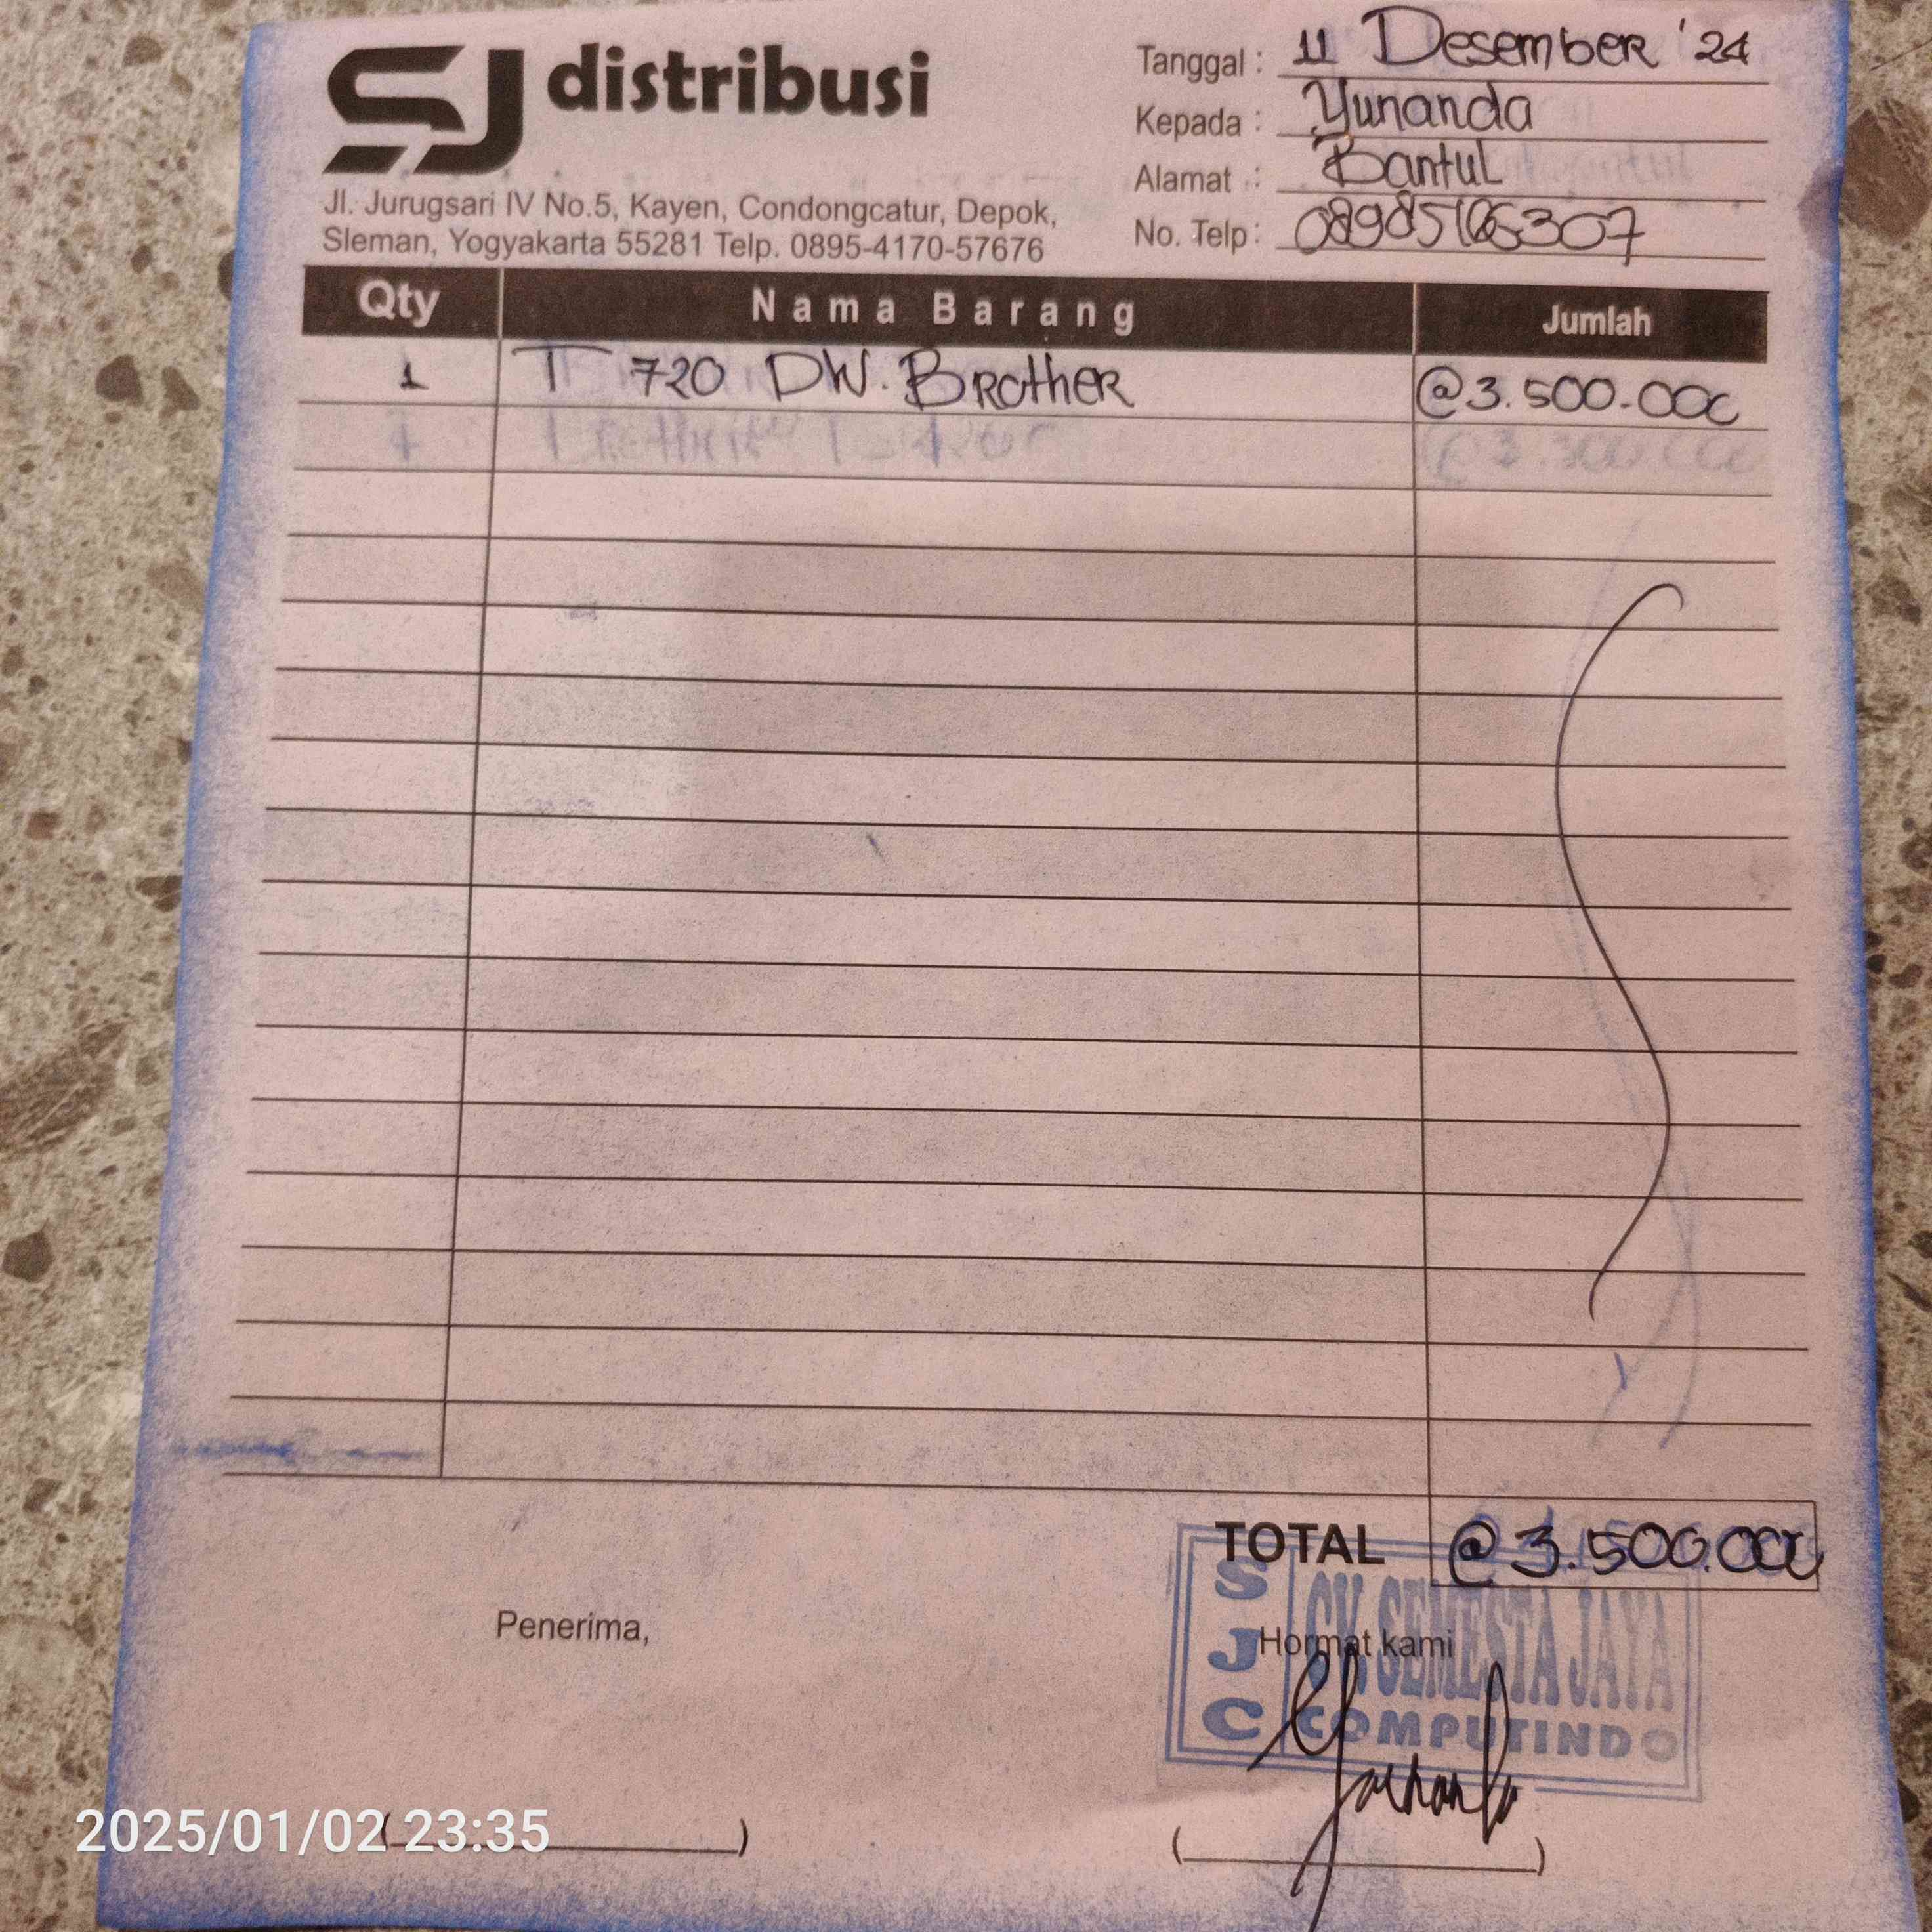 SJ distribusi
Jl. Jurugsari IV No.5, Kayen, Condongcatur, Depok,
Sleman, Yogyakarta 55281 Telp. 0895-4170-57676
Tanggal : 11 Desember '24
Kepada : Yunanda
Alamat : Bantul
No. Telp :
Qty Nama Barang Jumlah
1 T 720 DW. Brother @3.500.000
TOTAL @3.500.000
Penerima,
Hormat kami
SJC CV. SEMESTA JAYA
COMPUTINDO
2025/01/02 23:35